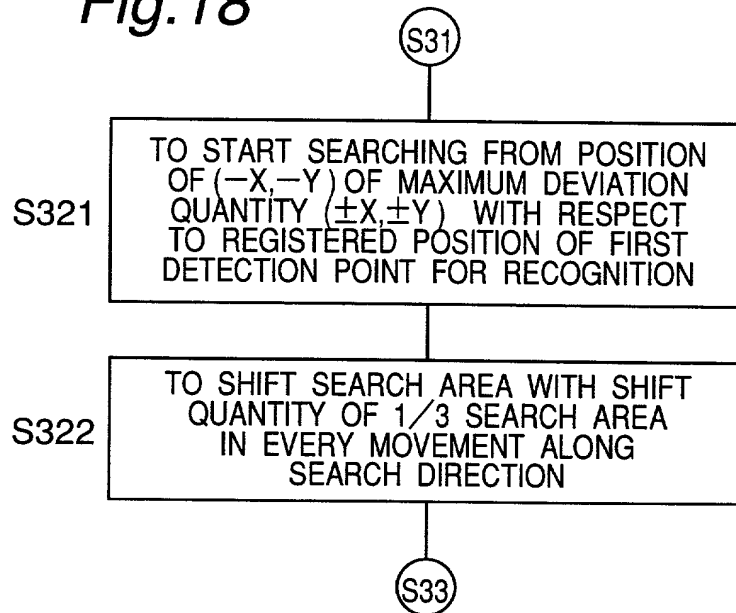 Fig.18
S31
S321
TO START SEARCHING FROM POSITION
OF (−X,−Y) OF MAXIMUM DEVIATION
QUANTITY (±X,±Y) WITH RESPECT
TO REGISTERED POSITION OF FIRST
DETECTION POINT FOR RECOGNITION
S322
TO SHIFT SEARCH AREA WITH SHIFT
QUANTITY OF 1/3 SEARCH AREA
IN EVERY MOVEMENT ALONG
SEARCH DIRECTION
S33